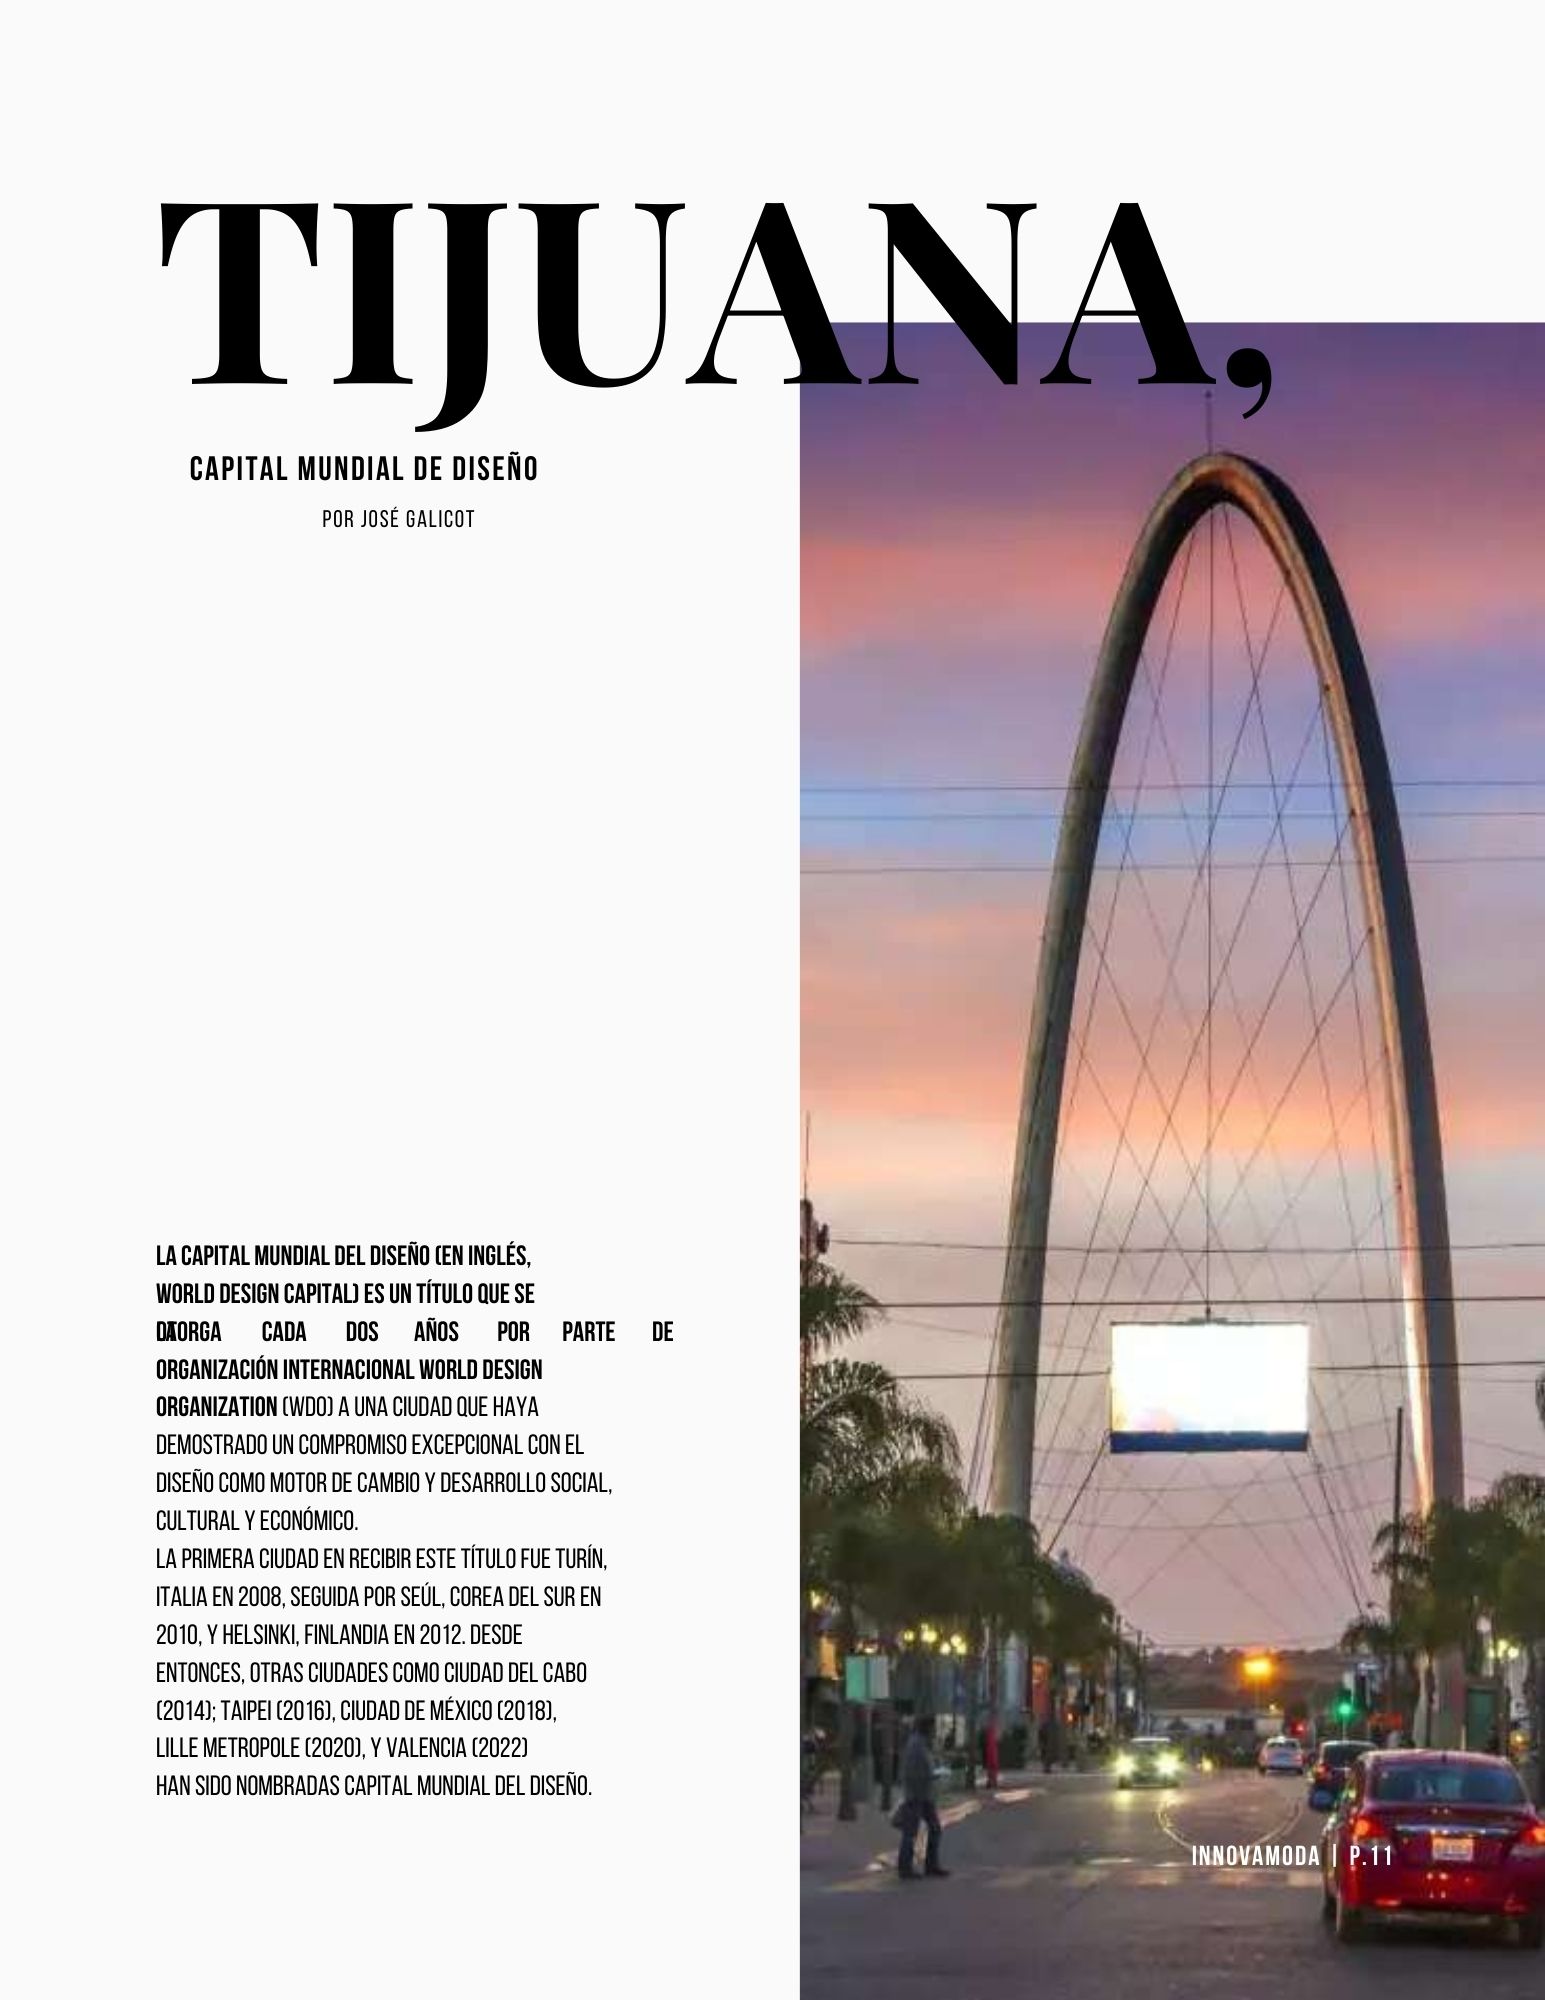 TIJUANA,
CAPITAL MUNDIAL DE DISEÑO
POR JOSÉ GALICOT
LA CAPITAL MUNDIAL DEL DISEÑO (EN INGLÉS,
WORLD DESIGN CAPITAL) ES UN TÍTULO QUE SE
OTORGA CADA DOS AÑOS POR PARTE DE
LA
ORGANIZACIÓN INTERNACIONAL WORLD DESIGN
ORGANIZATION (WDO) A UNA CIUDAD QUE HAYA
DEMOSTRADO UN COMPROMISO EXCEPCIONAL CON EL
DISEÑO COMO MOTOR DE CAMBIO Y DESARROLLO SOCIAL,
CULTURAL Y ECONÓMICO.
LA PRIMERA CIUDAD EN RECIBIR ESTE TÍTULO FUE TURÍN,
ITALIA EN 2008, SEGUIDA POR SEÚL, COREA DEL SUR EN
2010, Y HELSINKI, FINLANDIA EN 2012. DESDE
ENTONCES, OTRAS CIUDADES COMO CIUDAD DEL CABO
(2014); TAIPEI (2016), CIUDAD DE MÉXICO (2018),
LILLE METROPOLE (2020), Y VALENCIA (2022)
HAN SIDO NOMBRADAS CAPITAL MUNDIAL DEL DISEÑO.
INNOVAMODA | P.11